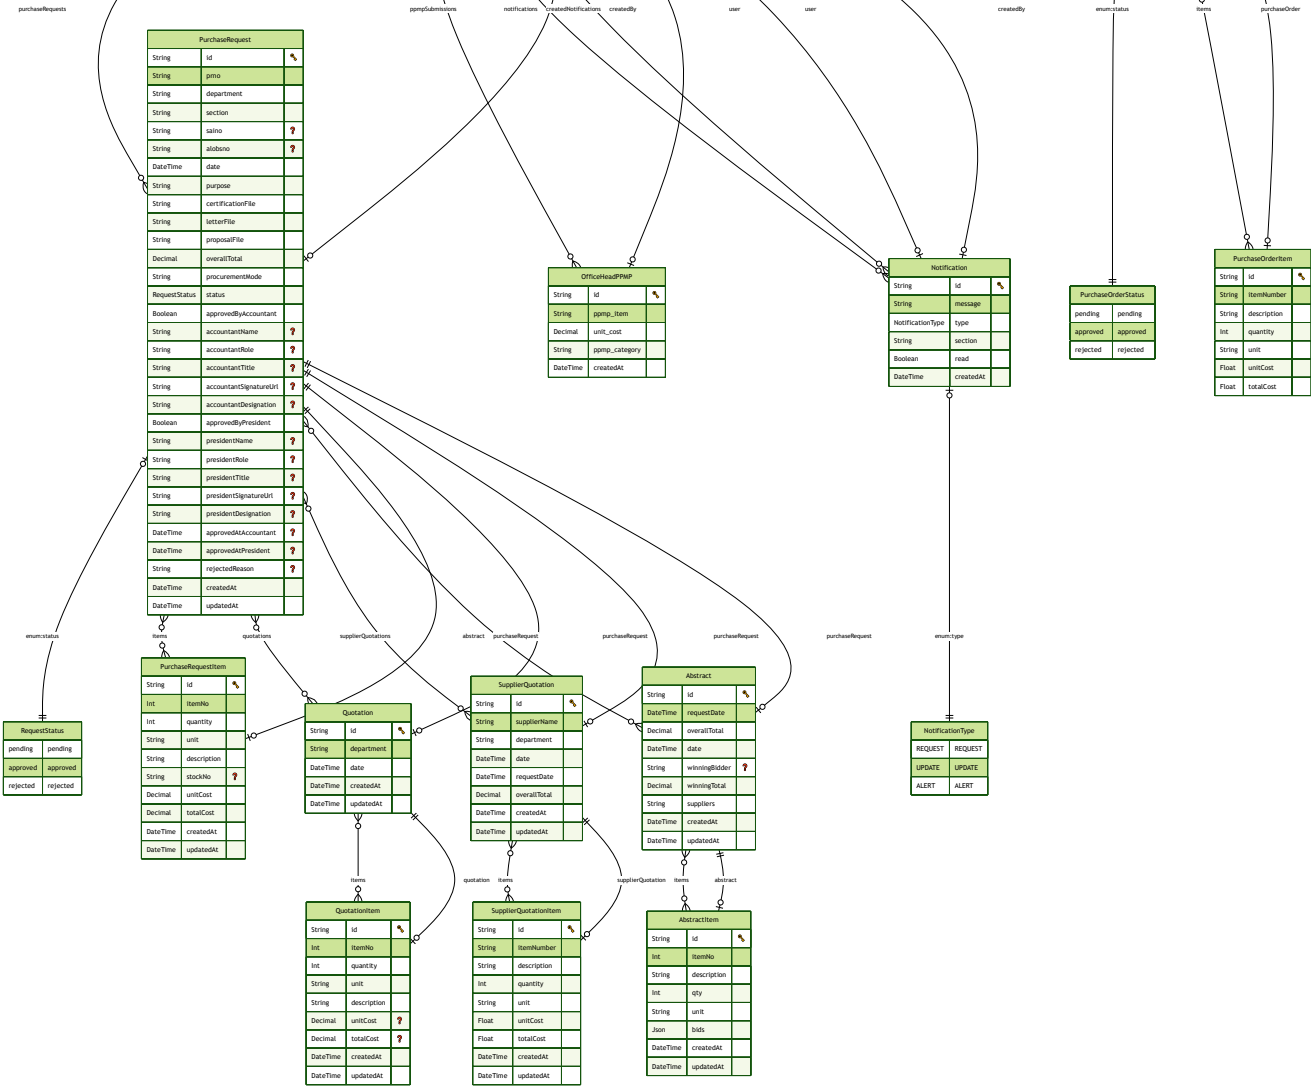 purchaseRequests
ppmpSubmissions
notifications
createdNotifications
createdBy
user
user
createdBy
enum:status
items
purchaseOrder
PurchaseRequest
String id
String pmo
String department
String section
String saino
String alobsno
DateTime date
String purpose
String certificationFile
String letterFile
String proposalFile
Decimal overallTotal
String procurementMode
RequestStatus status
Boolean approvedByAccountant
String accountantName
String accountantRole
String accountantTitle
String accountantSignatureUrl
String accountantDesignation
Boolean approvedByPresident
String presidentName
String presidentRole
String presidentTitle
String presidentSignatureUrl
String presidentDesignation
DateTime approvedAtAccountant
DateTime approvedAtPresident
String rejectedReason
DateTime createdAt
DateTime updatedAt
OfficeHeadPPMP
String id
String ppmp_item
Decimal unit_cost
String ppmp_category
DateTime createdAt
Notification
String id
String message
NotificationType type
String section
Boolean read
DateTime createdAt
PurchaseOrderStatus
pending pending
approved approved
rejected rejected
PurchaseOrderItem
String id
String itemNumber
String description
Int quantity
String unit
Float unitCost
Float totalCost
enum:status
items
quotations
supplierQuotations
abstract
purchaseRequest
purchaseRequest
purchaseRequest
purchaseRequest
enum:type
RequestStatus
pending pending
approved approved
rejected rejected
PurchaseRequestItem
String id
Int itemNo
Int quantity
String unit
String description
String stockNo
Decimal unitCost
Decimal totalCost
DateTime createdAt
DateTime updatedAt
Quotation
String id
String department
DateTime date
DateTime createdAt
DateTime updatedAt
SupplierQuotation
String id
String supplierName
String department
DateTime date
DateTime requestDate
Decimal overallTotal
DateTime createdAt
DateTime updatedAt
Abstract
String id
DateTime requestDate
Decimal overallTotal
DateTime date
String winningBidder
Decimal winningTotal
String suppliers
DateTime createdAt
DateTime updatedAt
NotificationType
REQUEST REQUEST
UPDATE UPDATE
ALERT ALERT
items
quotation
items
supplierQuotation
items
abstract
QuotationItem
String id
Int itemNo
Int quantity
String unit
String description
Decimal unitCost
Decimal totalCost
DateTime createdAt
DateTime updatedAt
SupplierQuotationItem
String id
String itemNumber
String description
Int quantity
String unit
Float unitCost
Float totalCost
DateTime createdAt
DateTime updatedAt
AbstractItem
String id
Int itemNo
String description
Int qty
String unit
Json bids
DateTime createdAt
DateTime updatedAt